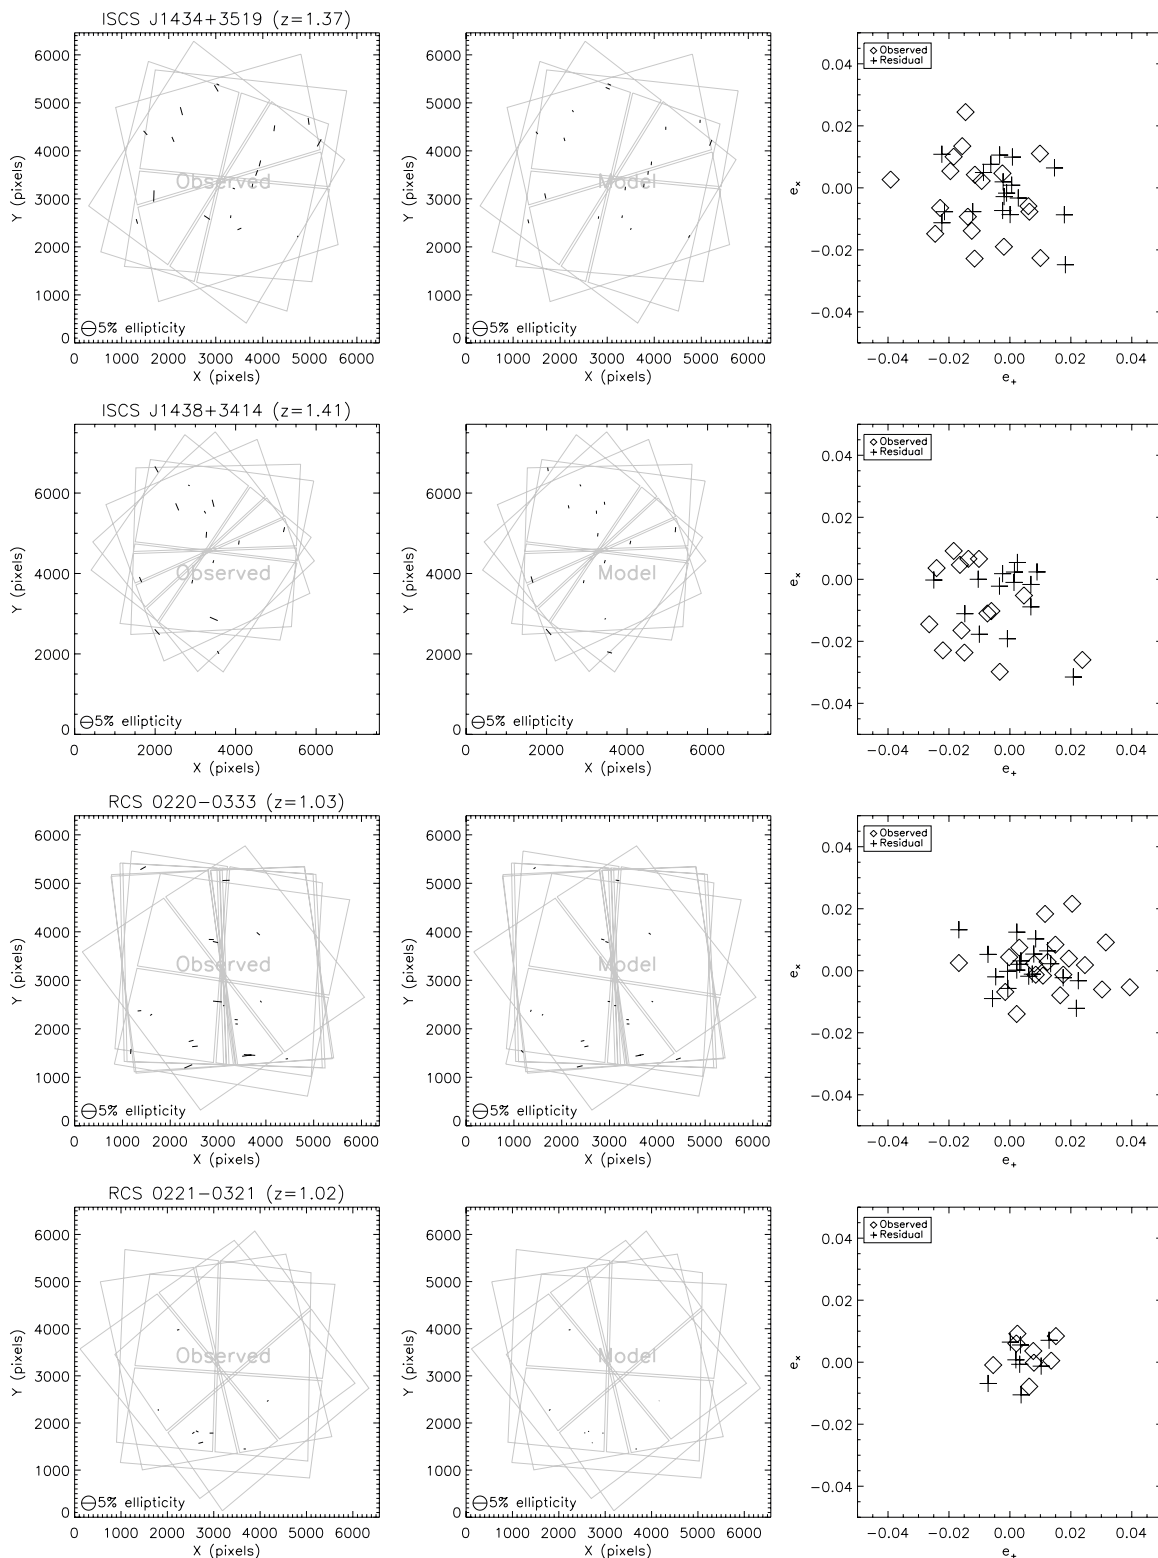 ISCS J1434+3519 (z=1.37)
6000
5000
4000
3000
2000
1000
0
Y (pixels)
Observed
5% ellipticity
0 1000 2000 3000 4000 5000 6000
X (pixels)
6000
5000
4000
3000
2000
1000
0
Y (pixels)
Model
5% ellipticity
0 1000 2000 3000 4000 5000 6000
X (pixels)
Observed
Residual
0.04
0.02
0.00
−0.02
−0.04
e×
−0.04 −0.02 0.00 0.02 0.04
e+
ISCS J1438+3414 (z=1.41)
6000
4000
2000
0
Y (pixels)
Observed
5% ellipticity
0 2000 4000 6000
X (pixels)
6000
4000
2000
0
Y (pixels)
Model
5% ellipticity
0 2000 4000 6000
X (pixels)
Observed
Residual
0.04
0.02
0.00
−0.02
−0.04
e×
−0.04 −0.02 0.00 0.02 0.04
e+
RCS 0220−0333 (z=1.03)
6000
5000
4000
3000
2000
1000
0
Y (pixels)
Observed
5% ellipticity
0 1000 2000 3000 4000 5000 6000
X (pixels)
6000
5000
4000
3000
2000
1000
0
Y (pixels)
Model
5% ellipticity
0 1000 2000 3000 4000 5000 6000
X (pixels)
Observed
Residual
0.04
0.02
0.00
−0.02
−0.04
e×
−0.04 −0.02 0.00 0.02 0.04
e+
RCS 0221−0321 (z=1.02)
6000
5000
4000
3000
2000
1000
0
Y (pixels)
Observed
5% ellipticity
0 1000 2000 3000 4000 5000 6000
X (pixels)
6000
5000
4000
3000
2000
1000
0
Y (pixels)
Model
5% ellipticity
0 1000 2000 3000 4000 5000 6000
X (pixels)
Observed
Residual
0.04
0.02
0.00
−0.02
−0.04
e×
−0.04 −0.02 0.00 0.02 0.04
e+